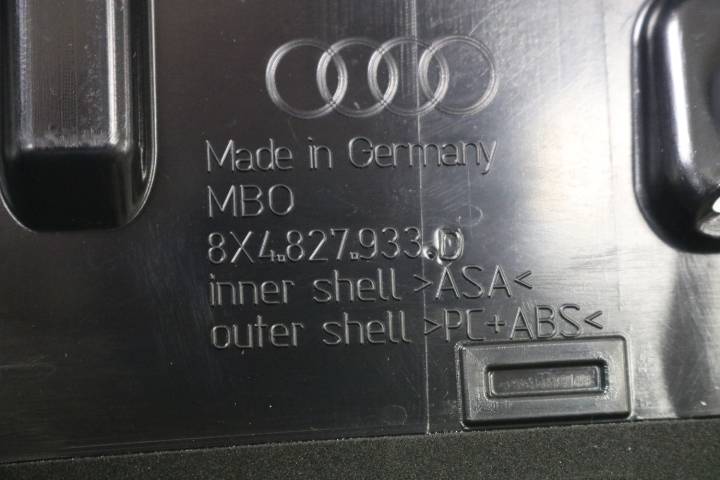 Made in Germany
MBO
8X4.827.933.D
inner shell >ASA<
outer shell >PC+ABS<